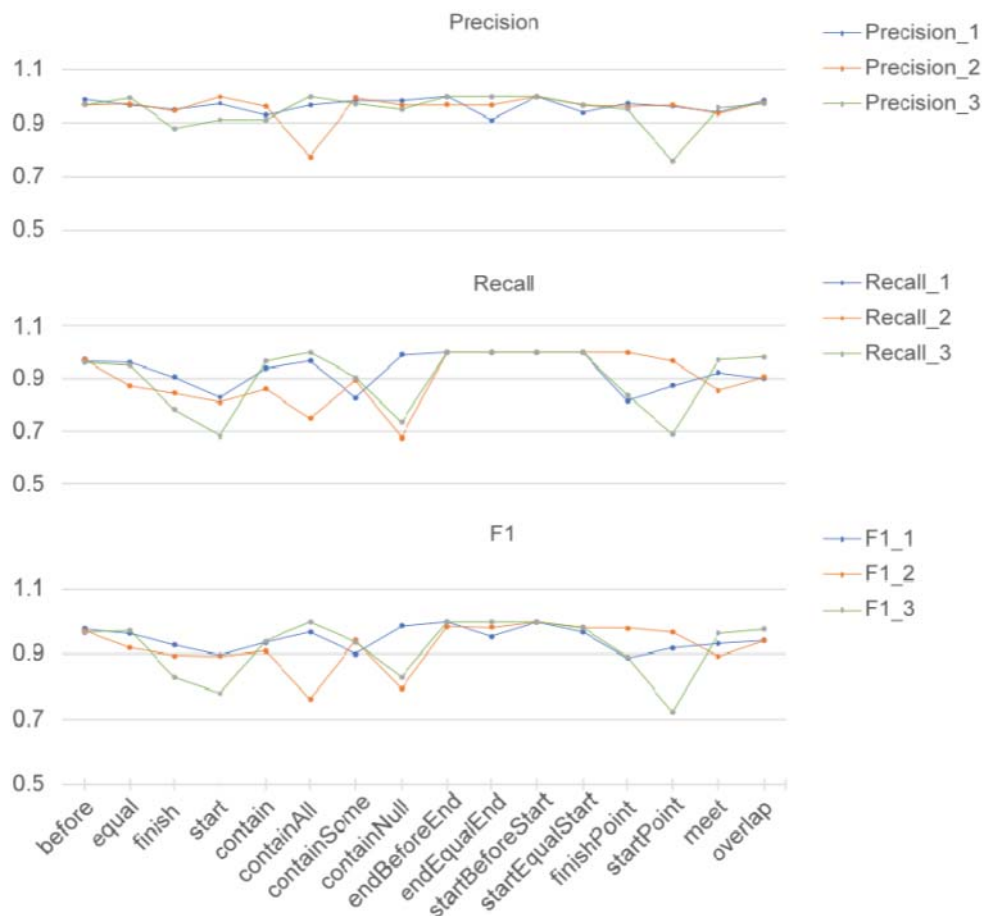 Precision
Precision_1
Precision_2
Precision_3
1.1
0.9
0.7
0.5
Recall
Recall_1
Recall_2
Recall_3
1.1
0.9
0.7
0.5
F1
F1_1
F1_2
F1_3
1.1
0.9
0.7
0.5
before
equal
finish
start
contain
containAll
containSome
containNull
endBeforeEnd
endEqualEnd
startBeforeStart
startEqualStart
finishPoint
startPoint
meet
overlap